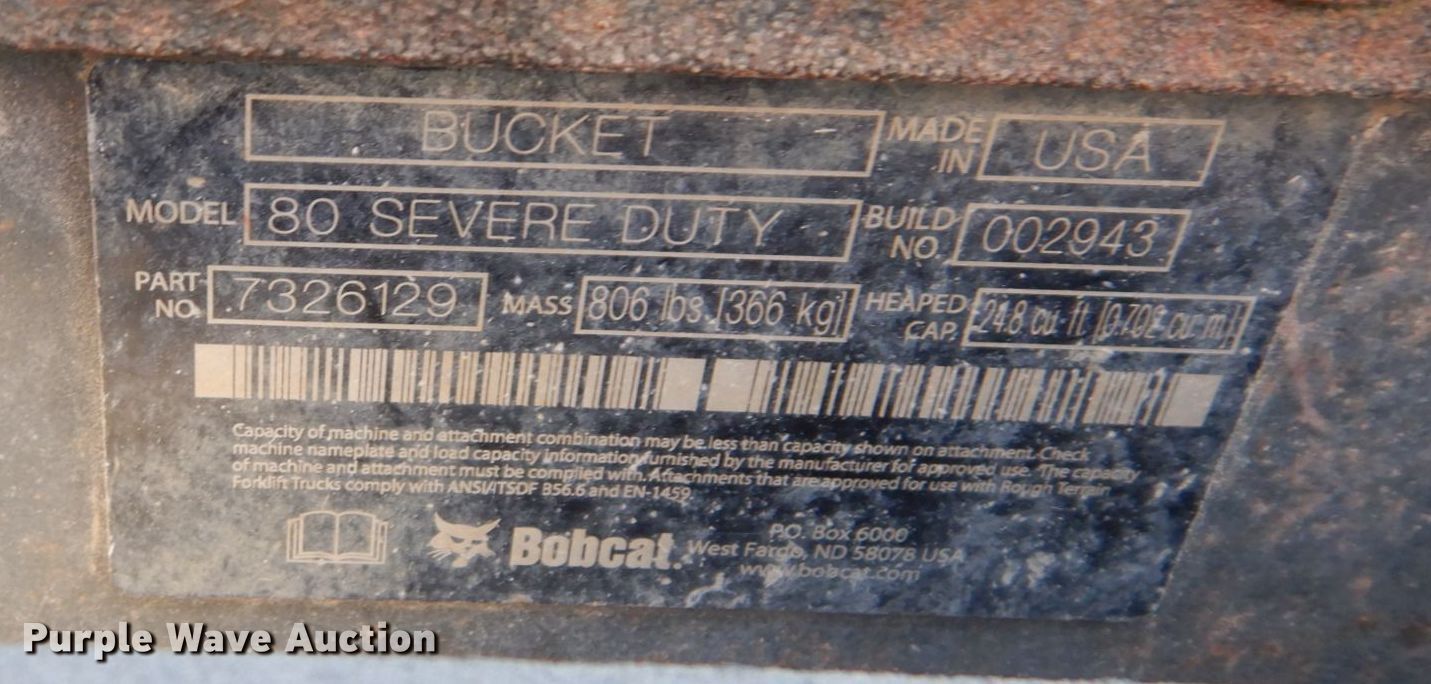 BUCKET MADE IN USA
MODEL 80 SEVERE DUTY BUILD NO. 002943
PART NO. 7326129 MASS 806 lbs. [366 kg] HEAPED CAP. 24.8 cu. ft. [0.702 cu. m.]
Capacity of machine and attachment combination may be less than capacity shown on attachment. Check
machine nameplate and load capacity information furnished by the manufacturer for approved use. The capacity
of machine and attachment must be complied with. Attachments that are approved for use with Rough Terrain
Forklift Trucks comply with ANSI/ITSDF B56.6 and EN-1459.
Bobcat.
P.O. Box 6000
West Fargo, ND 58078 USA
www.bobcat.com
Purple Wave Auction